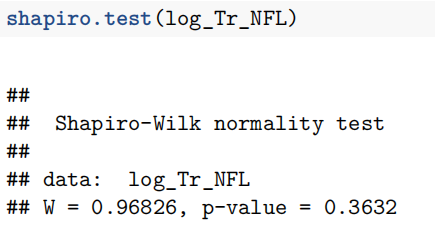 shapiro.test(log_Tr_NFL)
##
## Shapiro-Wilk normality test
##
## data: log_Tr_NFL
## W = 0.96826, p-value = 0.3632